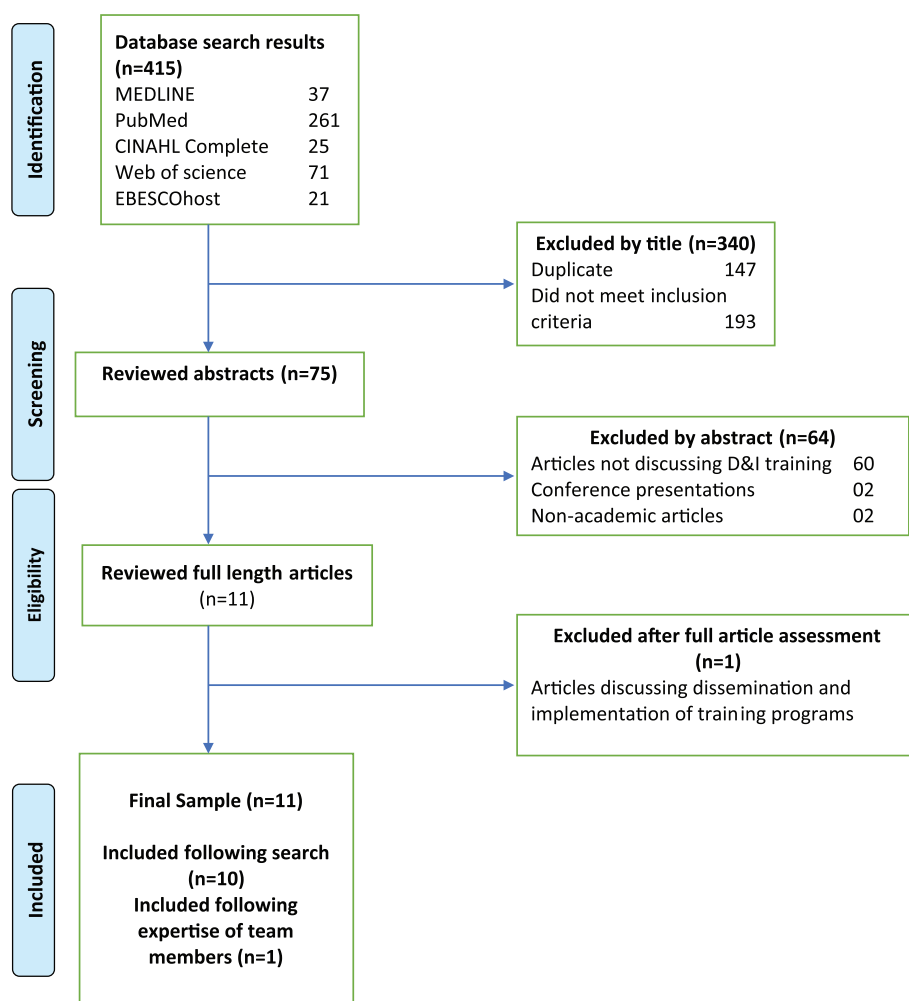 Identification
Database search results
(n=415)
MEDLINE 37
PubMed 261
CINAHL Complete 25
Web of science 71
EBESCOhost 21
Excluded by title (n=340)
Duplicate 147
Did not meet inclusion
criteria 193
Screening
Reviewed abstracts (n=75)
Excluded by abstract (n=64)
Articles not discussing D&I training 60
Conference presentations 02
Non-academic articles 02
Eligibility
Reviewed full length articles
(n=11)
Excluded after full article assessment
(n=1)
Articles discussing dissemination and
implementation of training programs
Included
Final Sample (n=11)
Included following search
(n=10)
Included following
expertise of team
members (n=1)